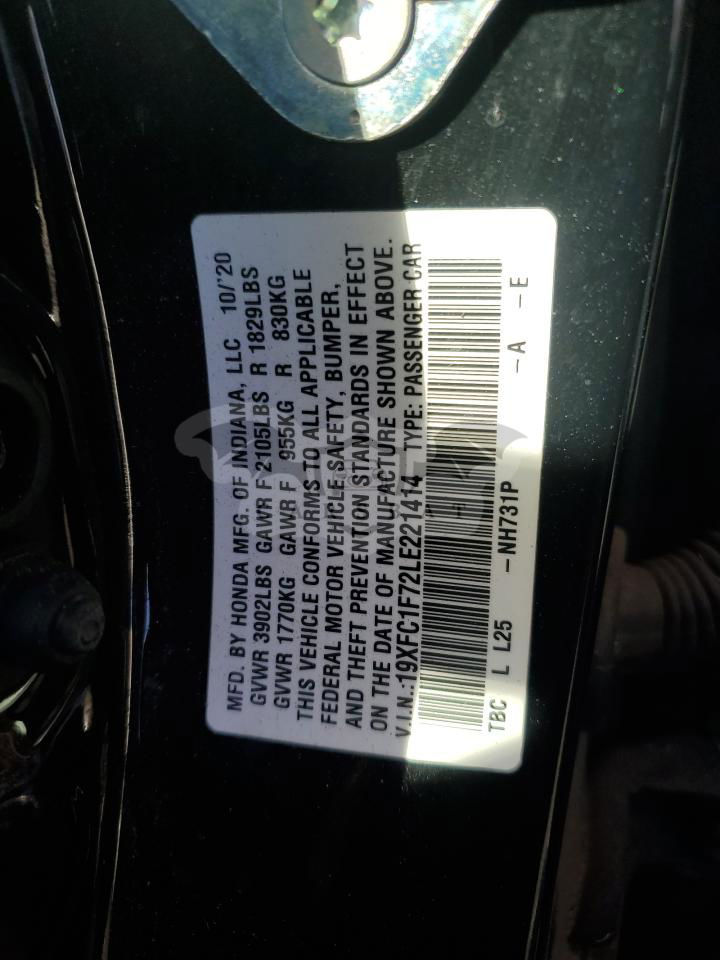 MFD. BY HONDA MFG. OF INDIANA, LLC 10/'20
GVWR 3902LBS GAWR F 2105LBS R 1829LBS
GVWR 1770KG GAWR F 955KG R 830KG
THIS VEHICLE CONFORMS TO ALL APPLICABLE
FEDERAL MOTOR VEHICLE SAFETY, BUMPER,
AND THEFT PREVENTION STANDARDS IN EFFECT
ON THE DATE OF MANUFACTURE SHOWN ABOVE.
V.I.N.:19XFC1F72LE221414 TYPE: PASSENGER CAR
TBC L L25 -NH731P -A -E